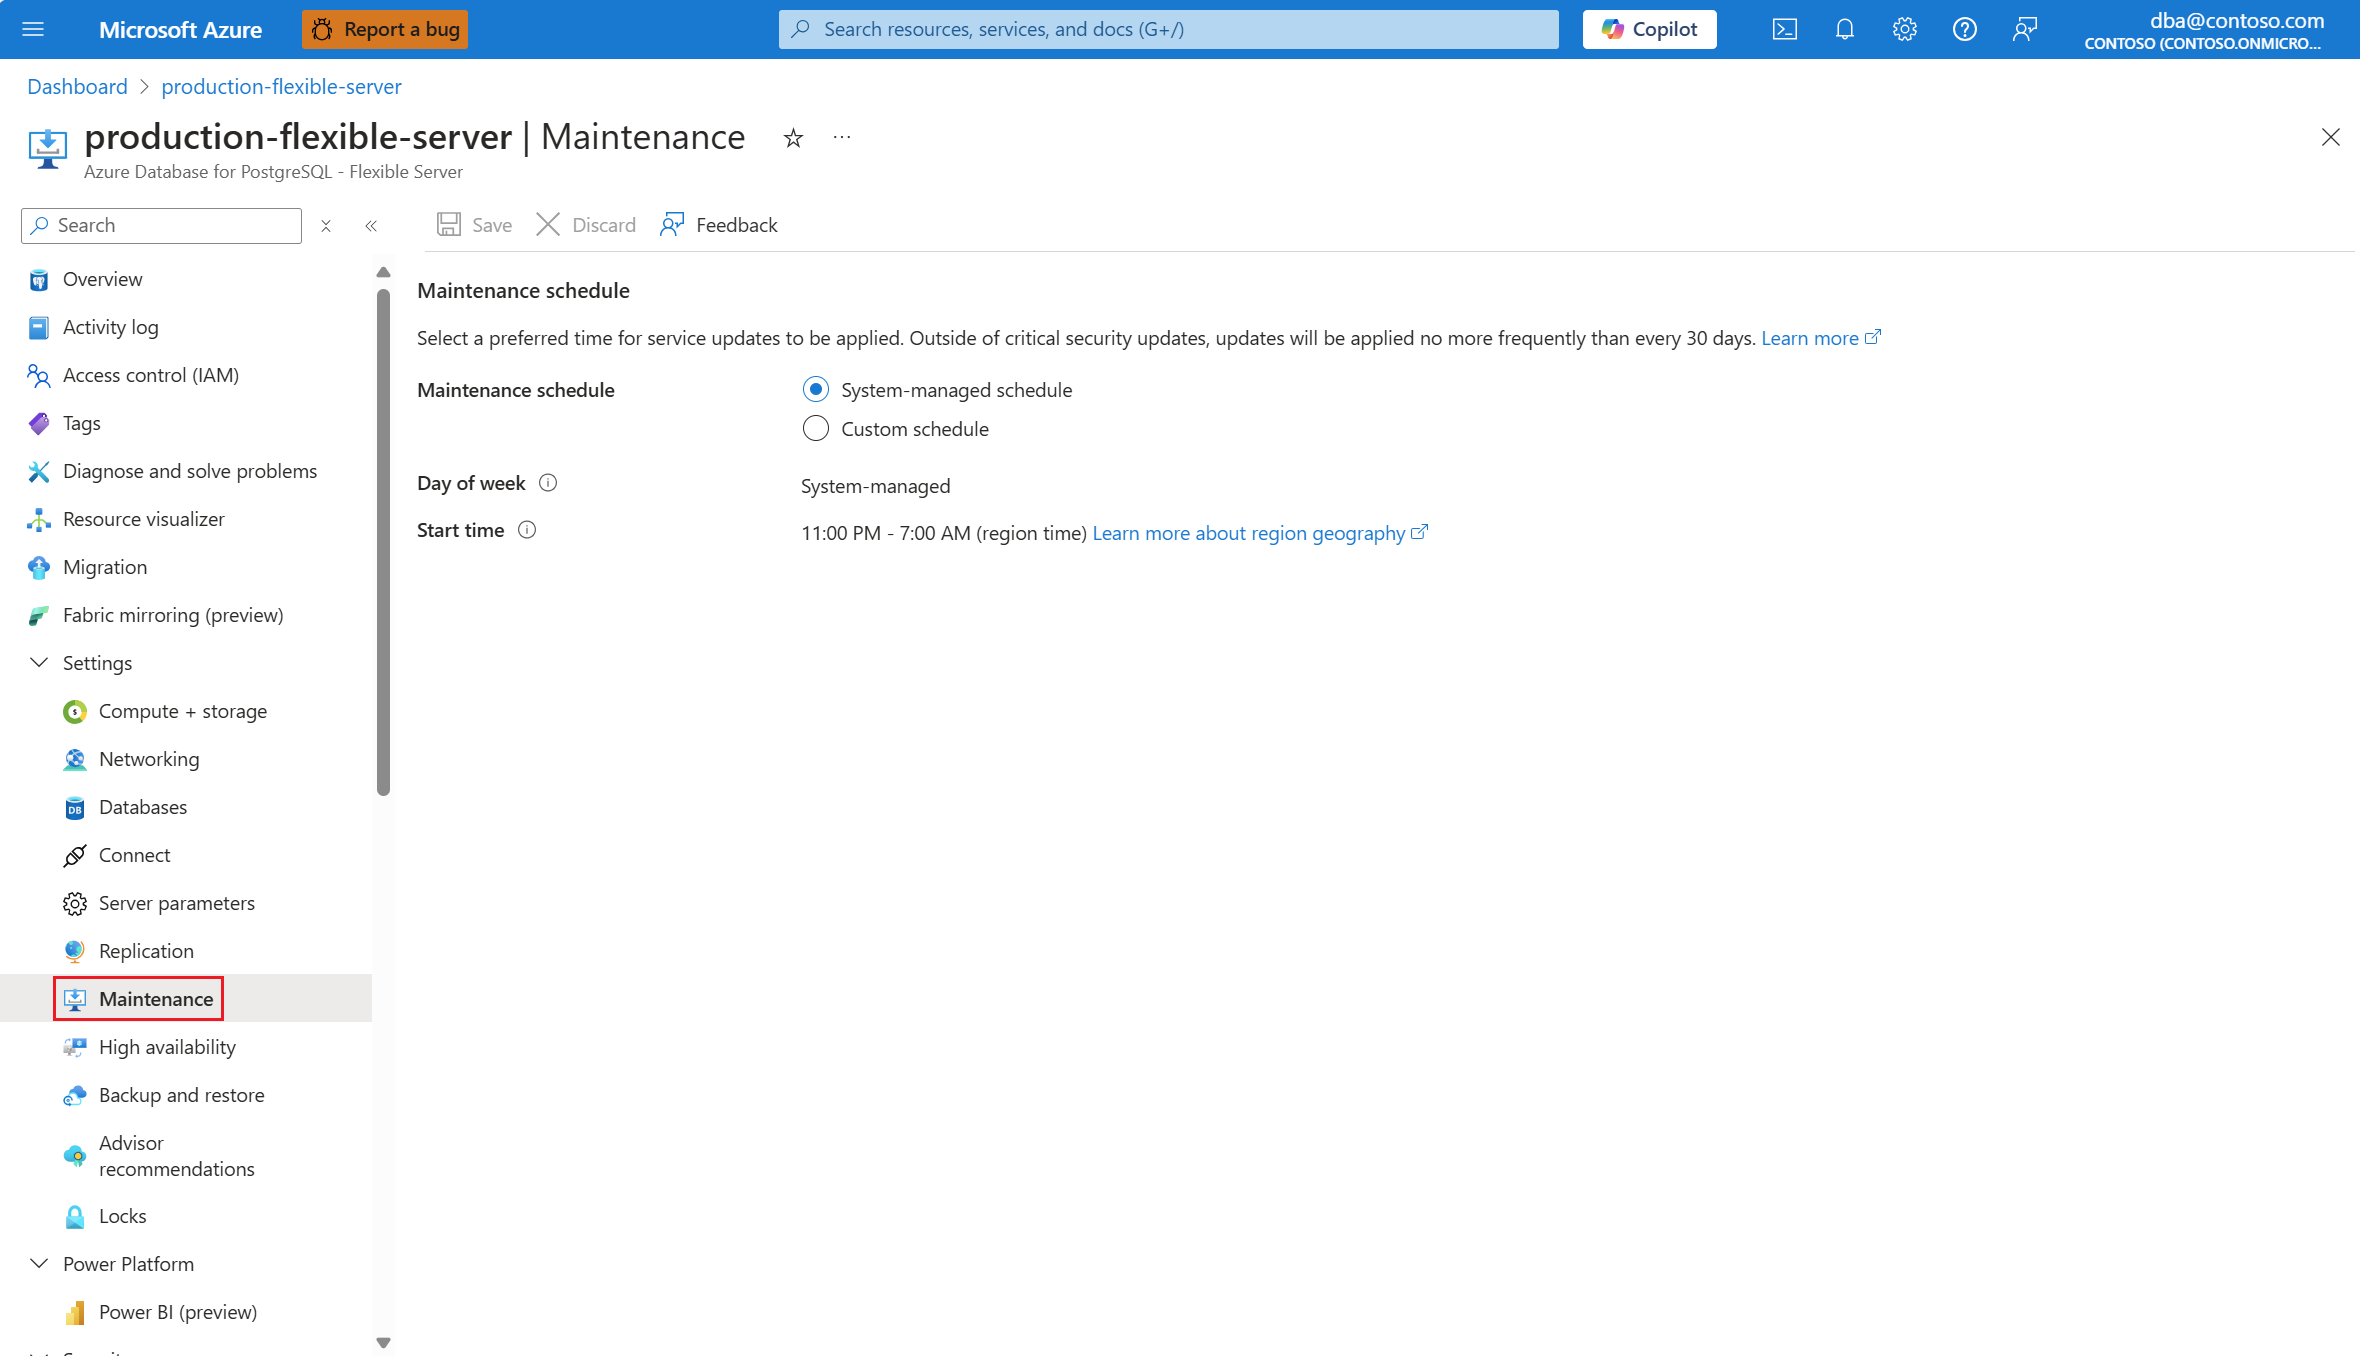 Microsoft Azure
Report a bug
Search resources, services, and docs (G+/)
Copilot
dba@contoso.com
CONTOSO (CONTOSO.ONMICRO...
Dashboard > production-flexible-server
production-flexible-server | Maintenance
Azure Database for PostgreSQL - Flexible Server
Search
Save
Discard
Feedback
Overview
Activity log
Access control (IAM)
Tags
Diagnose and solve problems
Resource visualizer
Migration
Fabric mirroring (preview)
Settings
Compute + storage
Networking
Databases
Connect
Server parameters
Replication
Maintenance
High availability
Backup and restore
Advisor
recommendations
Locks
Power Platform
Power BI (preview)
Maintenance schedule
Select a preferred time for service updates to be applied. Outside of critical security updates, updates will be applied no more frequently than every 30 days. Learn more
Maintenance schedule
System-managed schedule
Custom schedule
Day of week
System-managed
Start time
11:00 PM - 7:00 AM (region time) Learn more about region geography